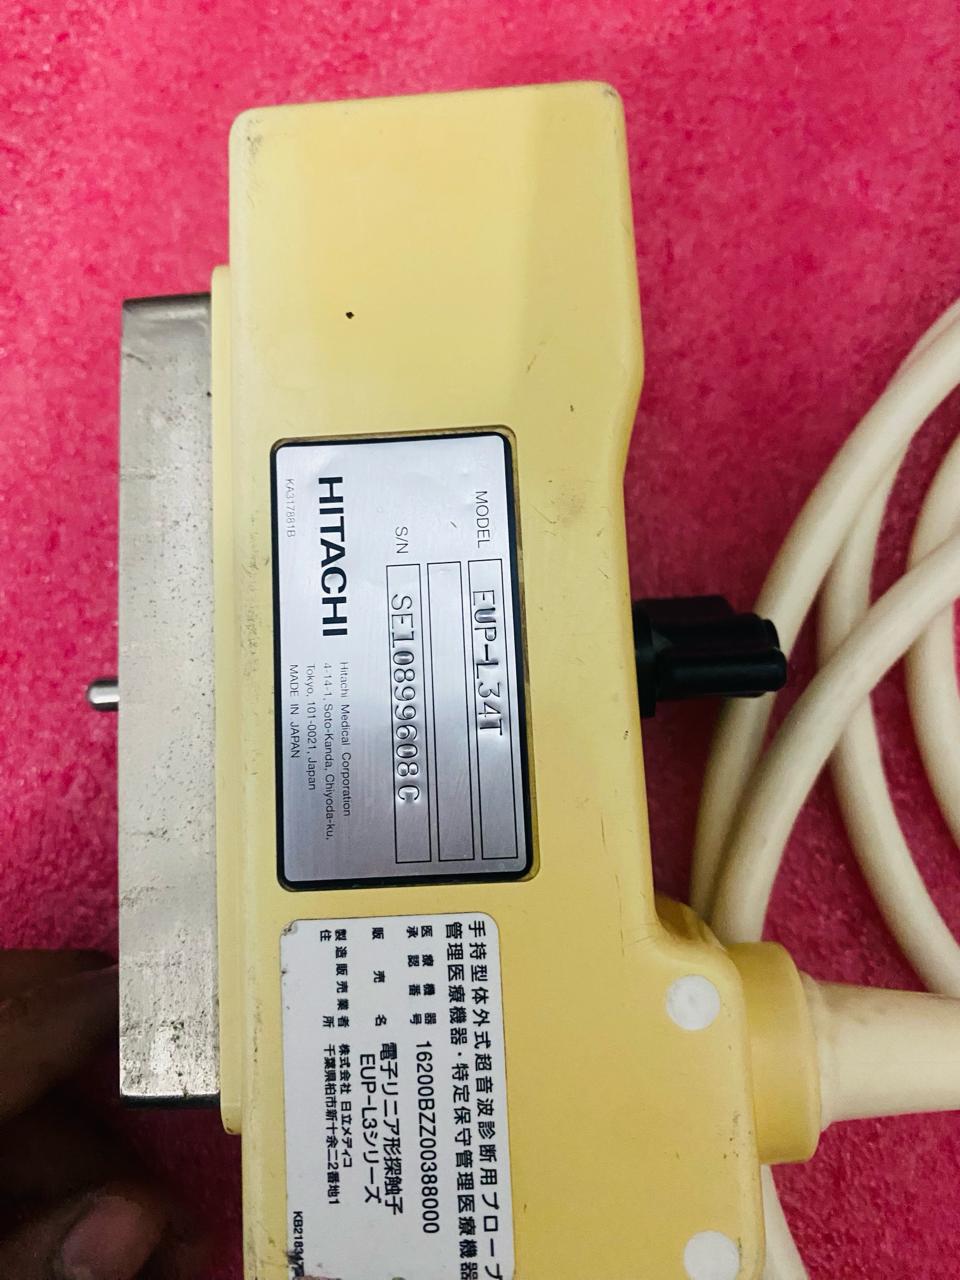 MODEL EUP-L34T
S/N SE10899608C
HITACHI
Hitachi Medical Corporation
4-14-1, Soto-Kanda, Chiyoda-ku,
Tokyo, 101-0021, Japan
MADE IN JAPAN
KA317881B
手持型体外式超音波診断用プローブ
管理医療機器・特定保守管理医療機器
医療機器承認番号 16200BZZ00388000
販売名 電子リニア形探触子
EUP-L3シリーズ
製造販売業者 株式会社 日立メディコ
住所 千葉県柏市新十余二2番地1